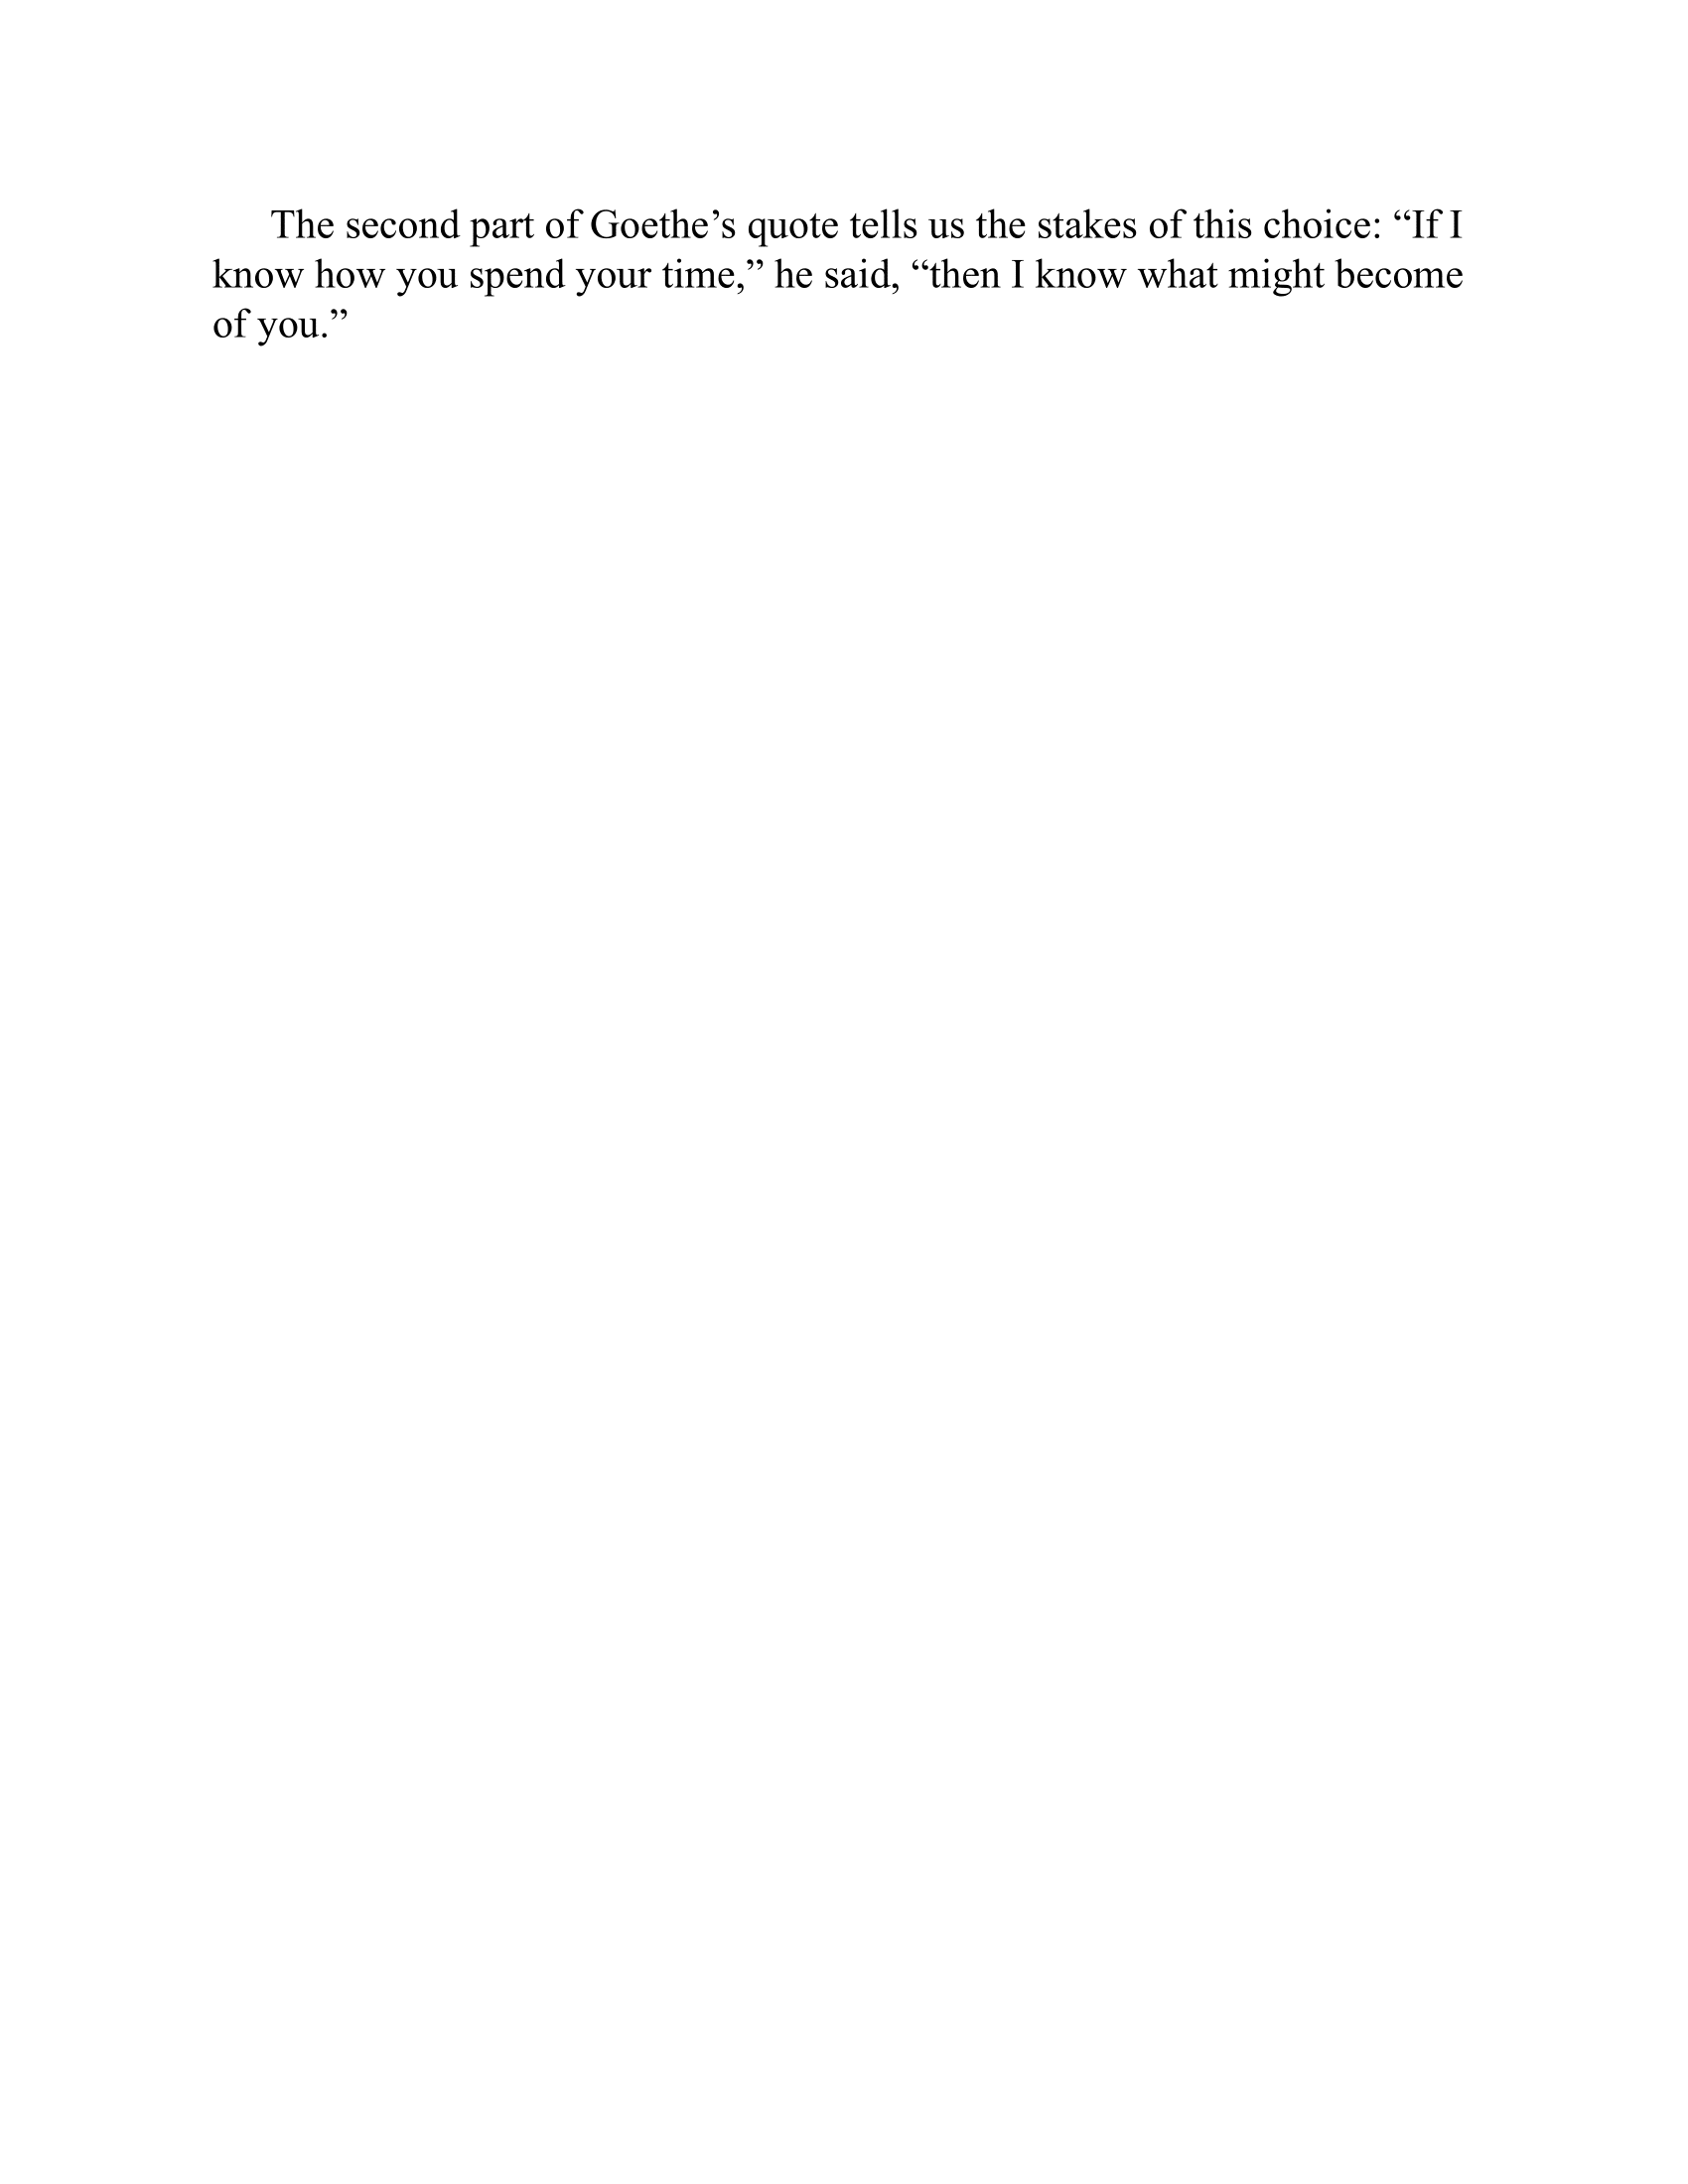 The second part of Goethe’s quote tells us the stakes of this choice: “If I
know how you spend your time,” he said, “then I know what might become
of you.”